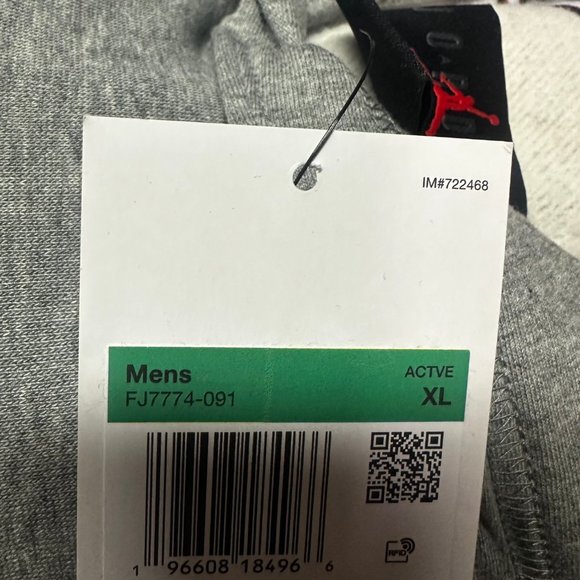 IM#722468
Mens
ACTVE
FJ7774-091
XL
1 96608 18496 6
RFID